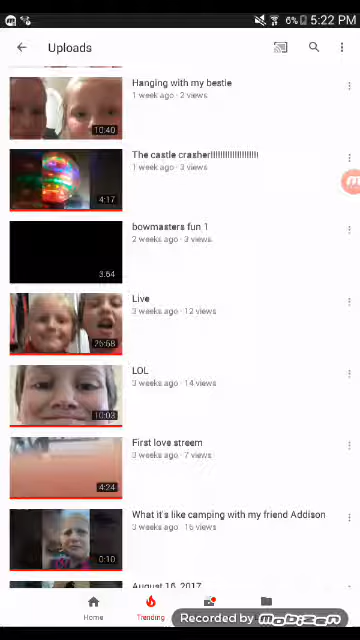 6% 5:22 PM
Uploads
Hanging with my bestie
1 week ago · 2 views
10:40
The castle crasher!!!!!!!!!!!!!!!!!!!!!!
1 week ago · 3 views
4:17
bowmasters fun 1
2 weeks ago · 3 views
3:54
Live
3 weeks ago · 12 views
25:58
LOL
3 weeks ago · 14 views
10:03
First love streem
3 weeks ago · 7 views
4:24
What it's like camping with my friend Addison
3 weeks ago · 16 views
0:10
August 16, 2017
Home
Trending
Recorded by mobizen